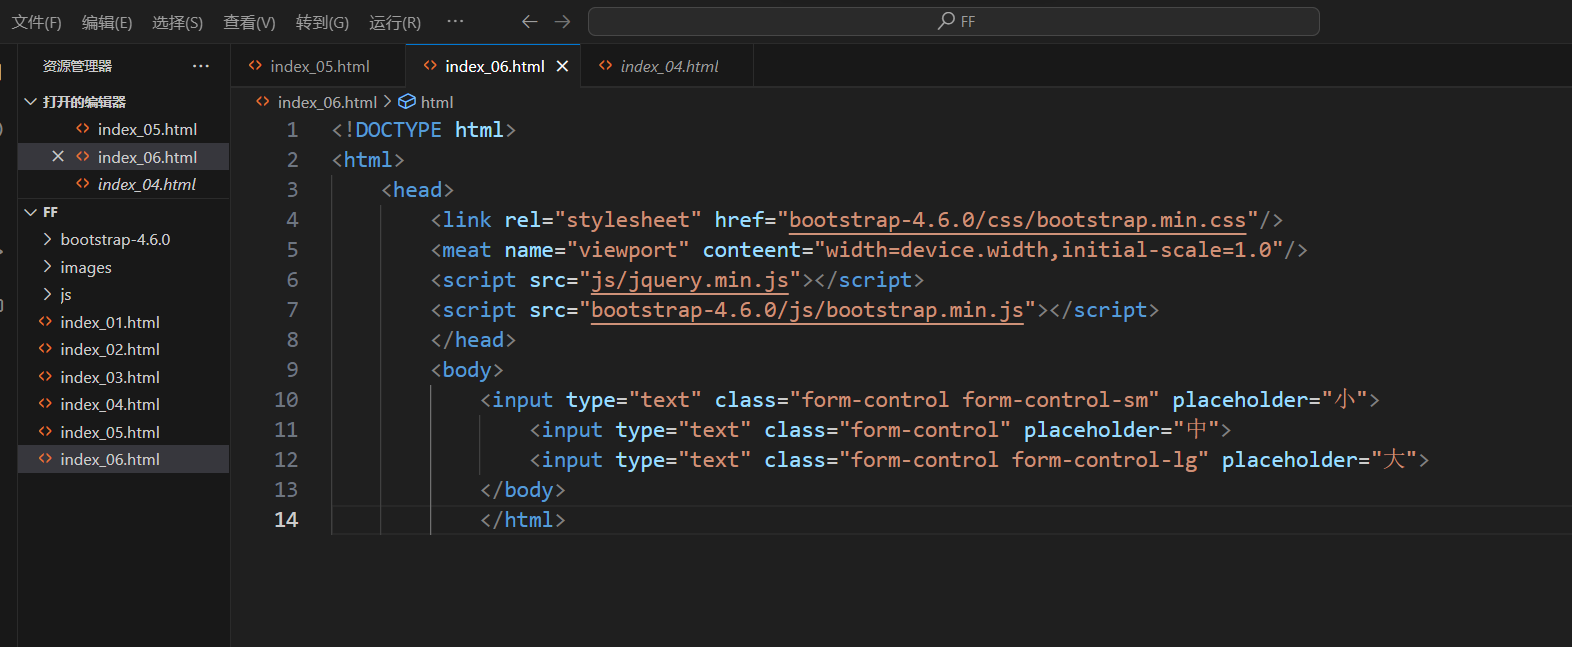 文件(F) 编辑(E) 选择(S) 查看(V) 转到(G) 运行(R) ··· FF
资源管理器 ···
打开的编辑器
index_05.html
index_06.html
index_04.html
FF
bootstrap-4.6.0
images
js
index_01.html
index_02.html
index_03.html
index_04.html
index_05.html
index_06.html
index_05.html index_06.html index_04.html
index_06.html > html
1 <!DOCTYPE html>
2 <html>
3 <head>
4 <link rel="stylesheet" href="bootstrap-4.6.0/css/bootstrap.min.css"/>
5 <meat name="viewport" conteent="width=device.width,initial-scale=1.0"/>
6 <script src="js/jquery.min.js"></script>
7 <script src="bootstrap-4.6.0/js/bootstrap.min.js"></script>
8 </head>
9 <body>
10 <input type="text" class="form-control form-control-sm" placeholder="小">
11 <input type="text" class="form-control" placeholder="中">
12 <input type="text" class="form-control form-control-lg" placeholder="大">
13 </body>
14 </html>